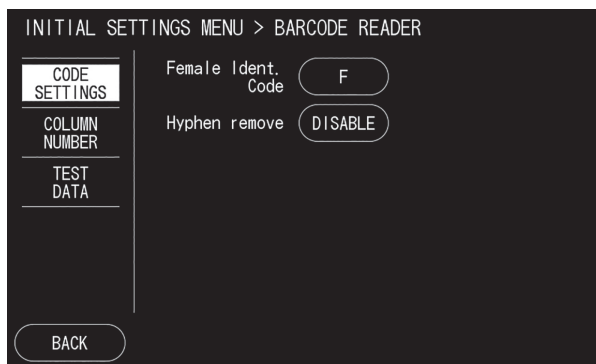 INITIAL SETTINGS MENU > BARCODE READER
CODE
SETTINGS
COLUMN
NUMBER
TEST
DATA
Female Ident.
Code
F
Hyphen remove
DISABLE
BACK